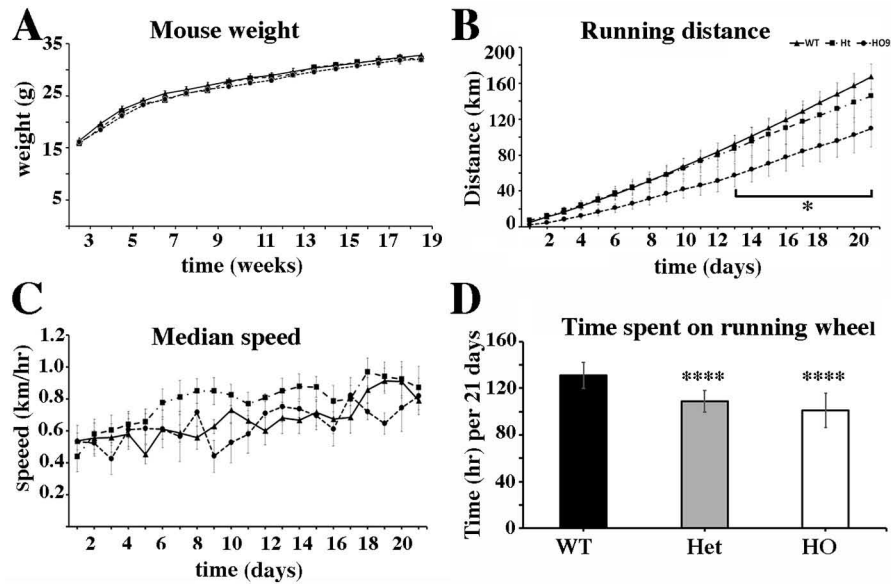 A
Mouse weight
35
25
15
5
weight (g)
3 5 7 9 11 13 15 17 19
time (weeks)
B
Running distance
WT Ht HO9
200
160
120
80
40
0
Distance (km)
*
2 4 6 8 10 12 14 16 18 20
time (days)
C
Median speed
1.2
1.0
0.8
0.6
0.4
0.2
speeed (km/hr)
2 4 6 8 10 12 14 16 18 20
time (days)
D
Time spent on running wheel
160
120
80
40
0
Time (hr) per 21 days
**** ****
WT Het HO